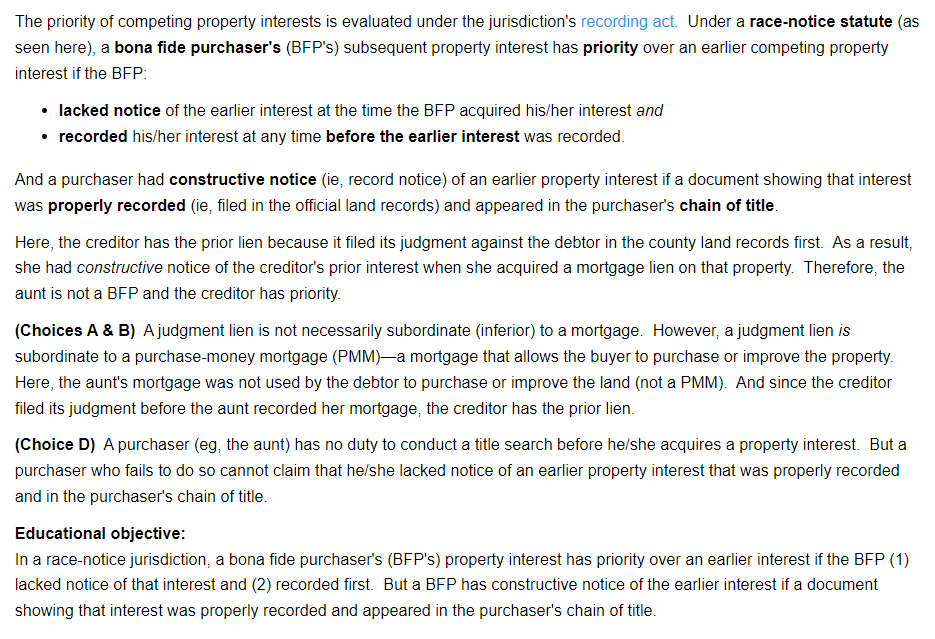 The priority of competing property interests is evaluated under the jurisdiction's recording act.  Under a race-notice statute (as
seen here), a bona fide purchaser's (BFP's) subsequent property interest has priority over an earlier competing property
interest if the BFP:
• lacked notice of the earlier interest at the time the BFP acquired his/her interest and
• recorded his/her interest at any time before the earlier interest was recorded.
And a purchaser had constructive notice (ie, record notice) of an earlier property interest if a document showing that interest
was properly recorded (ie, filed in the official land records) and appeared in the purchaser's chain of title.
Here, the creditor has the prior lien because it filed its judgment against the debtor in the county land records first.  As a result,
she had constructive notice of the creditor's prior interest when she acquired a mortgage lien on that property.  Therefore, the
aunt is not a BFP and the creditor has priority.
(Choices A & B)  A judgment lien is not necessarily subordinate (inferior) to a mortgage.  However, a judgment lien is
subordinate to a purchase-money mortgage (PMM)—a mortgage that allows the buyer to purchase or improve the property.
Here, the aunt's mortgage was not used by the debtor to purchase or improve the land (not a PMM).  And since the creditor
filed its judgment before the aunt recorded her mortgage, the creditor has the prior lien.
(Choice D)  A purchaser (eg, the aunt) has no duty to conduct a title search before he/she acquires a property interest.  But a
purchaser who fails to do so cannot claim that he/she lacked notice of an earlier property interest that was properly recorded
and in the purchaser's chain of title.
Educational objective:
In a race-notice jurisdiction, a bona fide purchaser's (BFP's) property interest has priority over an earlier interest if the BFP (1)
lacked notice of that interest and (2) recorded first.  But a BFP has constructive notice of the earlier interest if a document
showing that interest was properly recorded and appeared in the purchaser's chain of title.